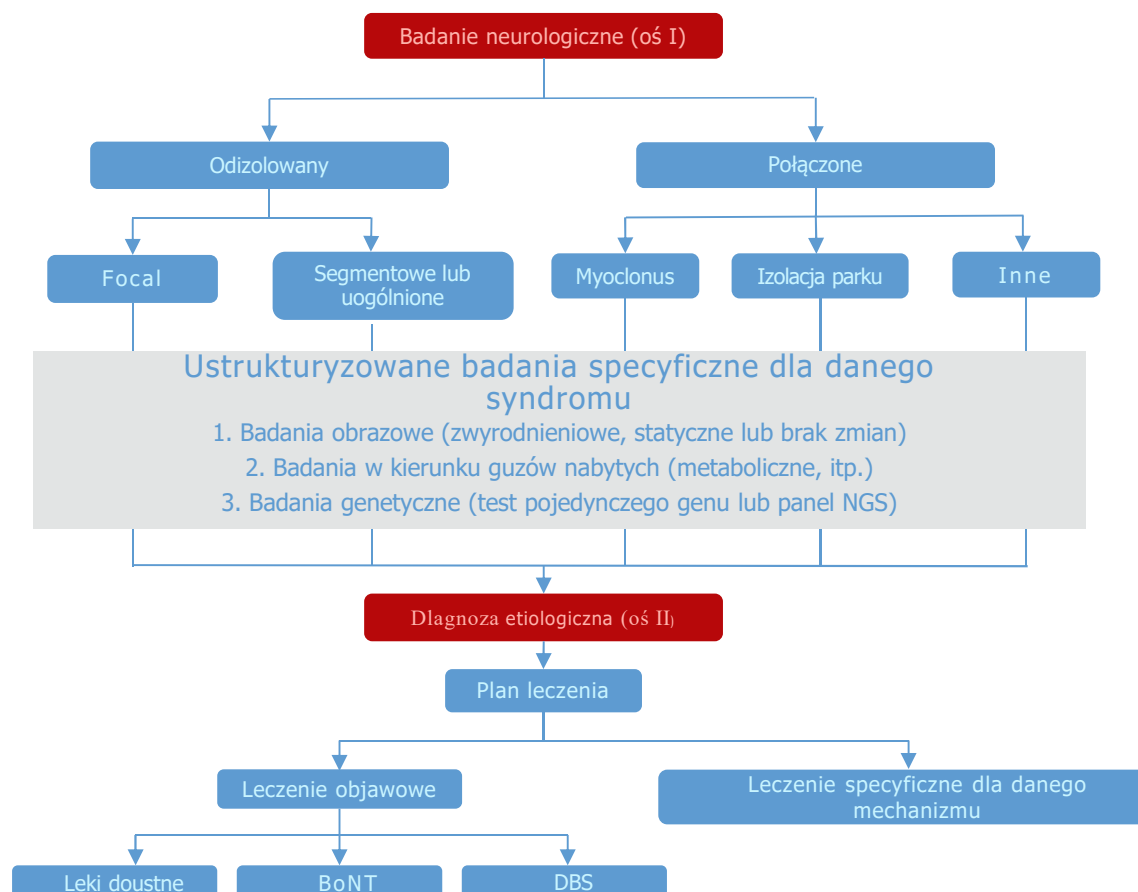 Badanie neurologiczne (oś I)
Odizolowany
Połączone
Focal
Segmentowe lub
uogólnione
Myoclonus
Izolacja parku
Inne
Ustrukturyzowane badania specyficzne dla danego
syndromu
1. Badania obrazowe (zwyrodnieniowe, statyczne lub brak zmian)
2. Badania w kierunku guzów nabytych (metaboliczne, itp.)
3. Badania genetyczne (test pojedynczego genu lub panel NGS)
Dlagnoza etiologiczna (oś II)
Plan leczenia
Leczenie objawowe
Leczenie specyficzne dla danego
mechanizmu
Leki doustne
BoNT
DBS